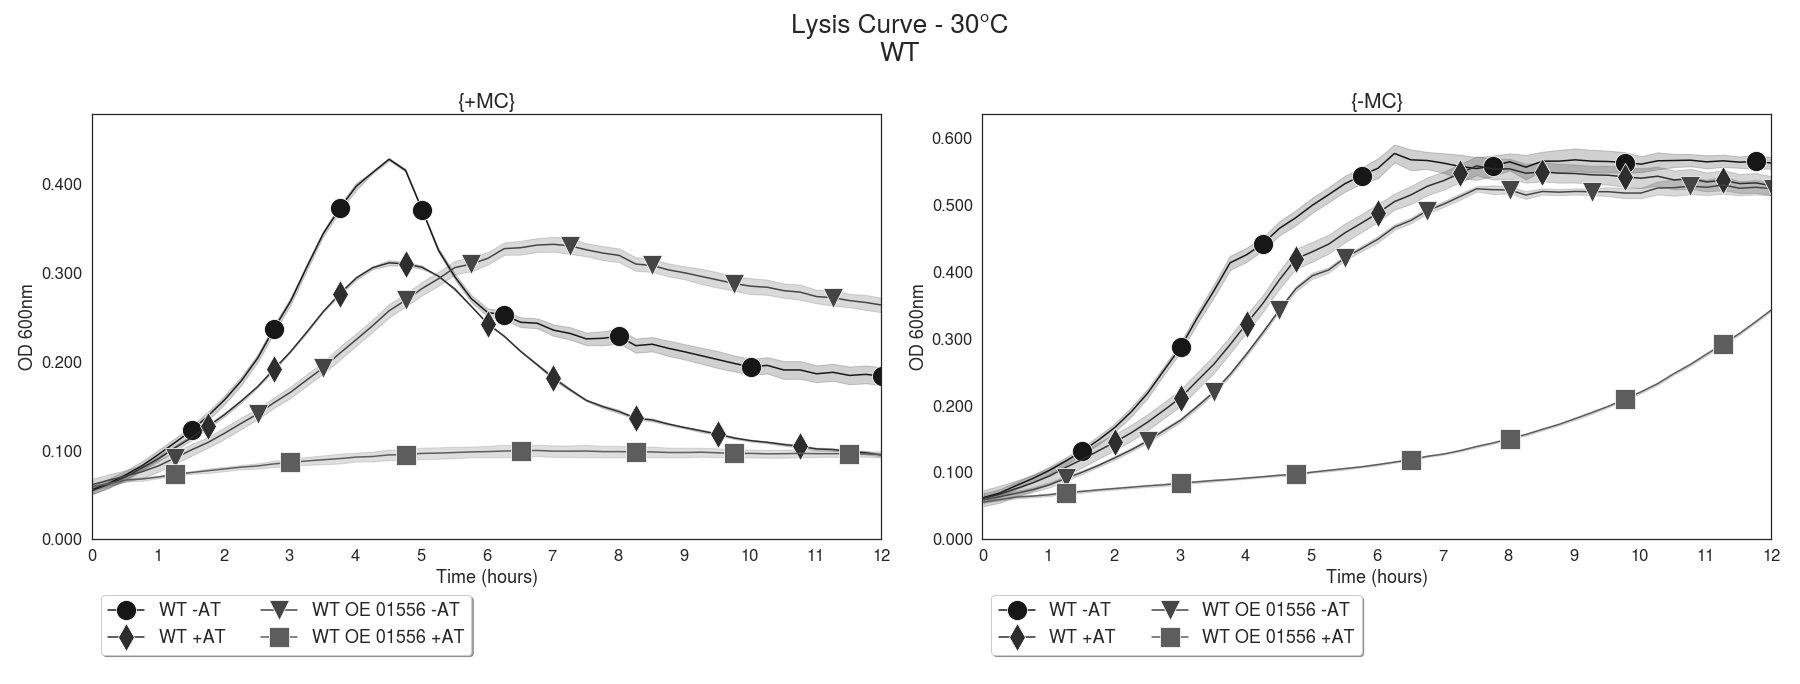 Lysis Curve - 30°C
WT
{+MC}
OD 600nm
0.400
0.300
0.200
0.100
0.000
0 1 2 3 4 5 6 7 8 9 10 11 12
Time (hours)
WT -AT WT OE 01556 -AT
WT +AT WT OE 01556 +AT
{-MC}
OD 600nm
0.600
0.500
0.400
0.300
0.200
0.100
0.000
0 1 2 3 4 5 6 7 8 9 10 11 12
Time (hours)
WT -AT WT OE 01556 -AT
WT +AT WT OE 01556 +AT